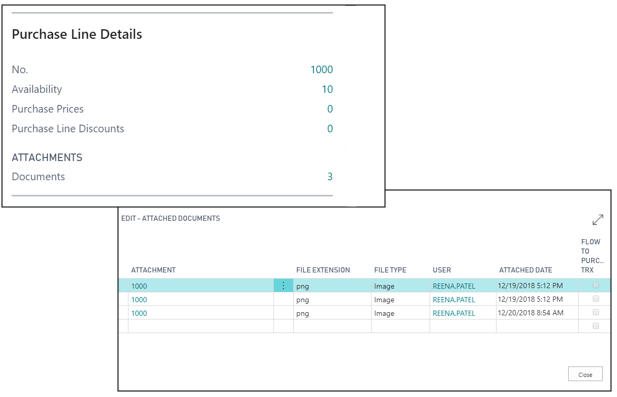 Purchase Line Details
No. 1000
Availability 10
Purchase Prices 0
Purchase Line Discounts 0
ATTACHMENTS
Documents 3
EDIT - ATTACHED DOCUMENTS
FLOW
TO
PURC...
ATTACHMENT FILE EXTENSION FILE TYPE USER ATTACHED DATE TRX
1000 png Image REENA.PATEL 12/19/2018 5:12 PM
1000 png Image REENA.PATEL 12/19/2018 5:12 PM
1000 png Image REENA.PATEL 12/20/2018 8:54 AM
Close